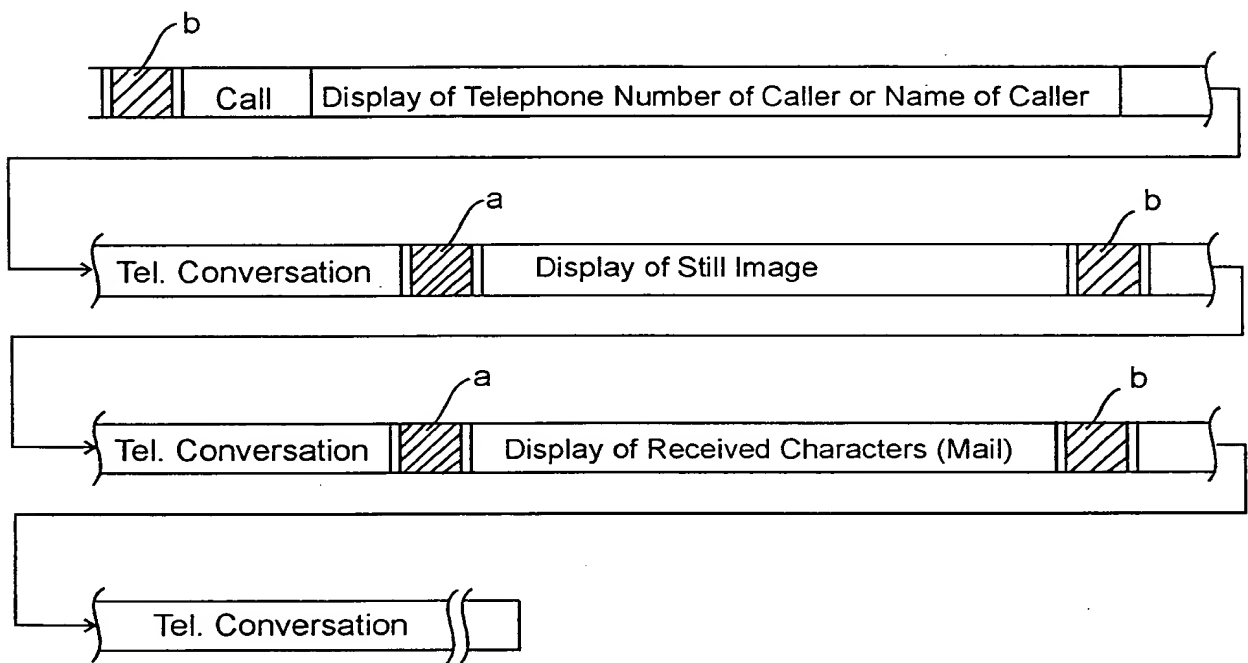 b
Call Display of Telephone Number of Caller or Name of Caller
a b
Tel. Conversation Display of Still Image
a b
Tel. Conversation Display of Received Characters (Mail)
Tel. Conversation